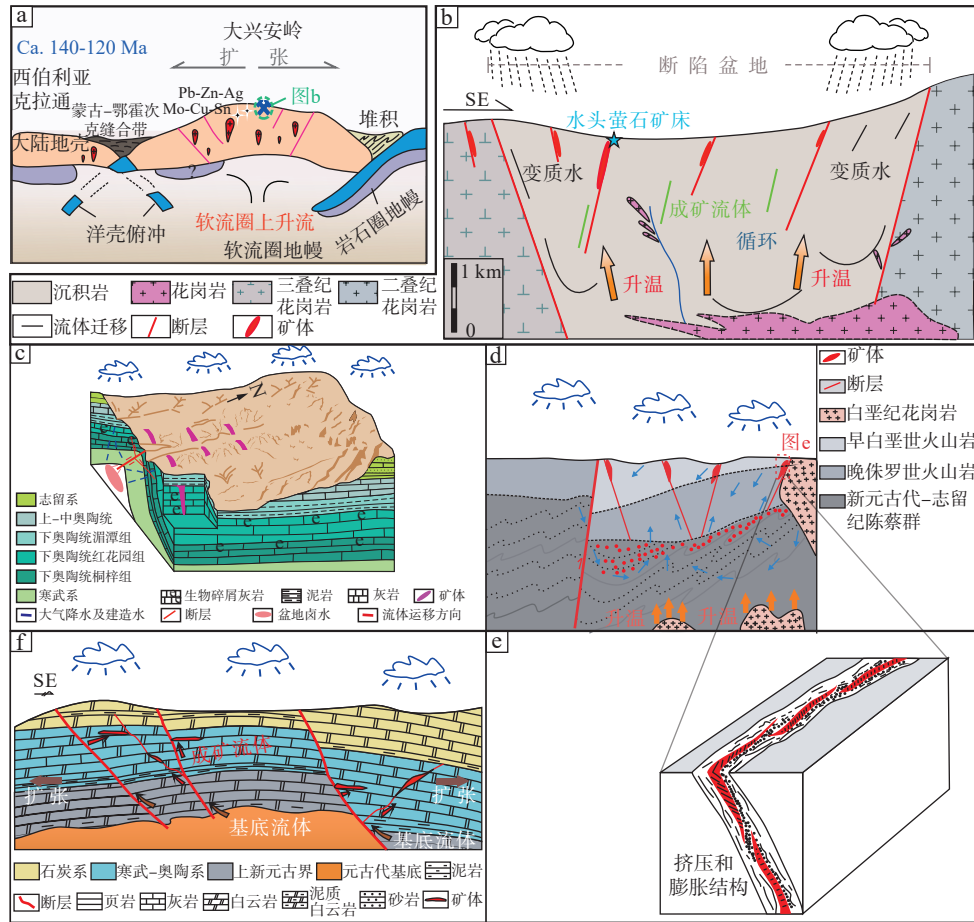 a
大兴安岭
Ca. 140-120 Ma
扩 张
西伯利亚
克拉通
Pb-Zn-Ag
Mo-Cu-Sn
图b
蒙古-鄂霍次
克缝合带
堆积
大陆地壳
?
洋壳俯冲
软流圈上升流
软流圈地幔
岩石圈地幔
b
断陷盆地
SE
水头萤石矿床
变质水
变质水
成矿流体
循环
升温
升温
1 km
0
沉积岩
花岗岩
三叠纪
花岗岩
二叠纪
花岗岩
流体迁移
断层
矿体
c
N
志留系
上-中奥陶统
下奥陶统湄潭组
下奥陶统红花园组
下奥陶统桐梓组
寒武系
生物碎屑灰岩
泥岩
灰岩
矿体
大气降水及建造水
断层
盆地卤水
流体运移方向
d
图e
升温
升温
矿体
断层
白垩纪花岗岩
早白垩世火山岩
晚侏罗世火山岩
新元古代-志留
纪陈蔡群
e
挤压和
膨胀结构
f
SE
成矿流体
扩张
扩张
基底流体
基底流体
石炭系
寒武-奥陶系
上新元古界
元古代基底
泥岩
断层
页岩
灰岩
白云岩
泥质
白云岩
砂岩
矿体